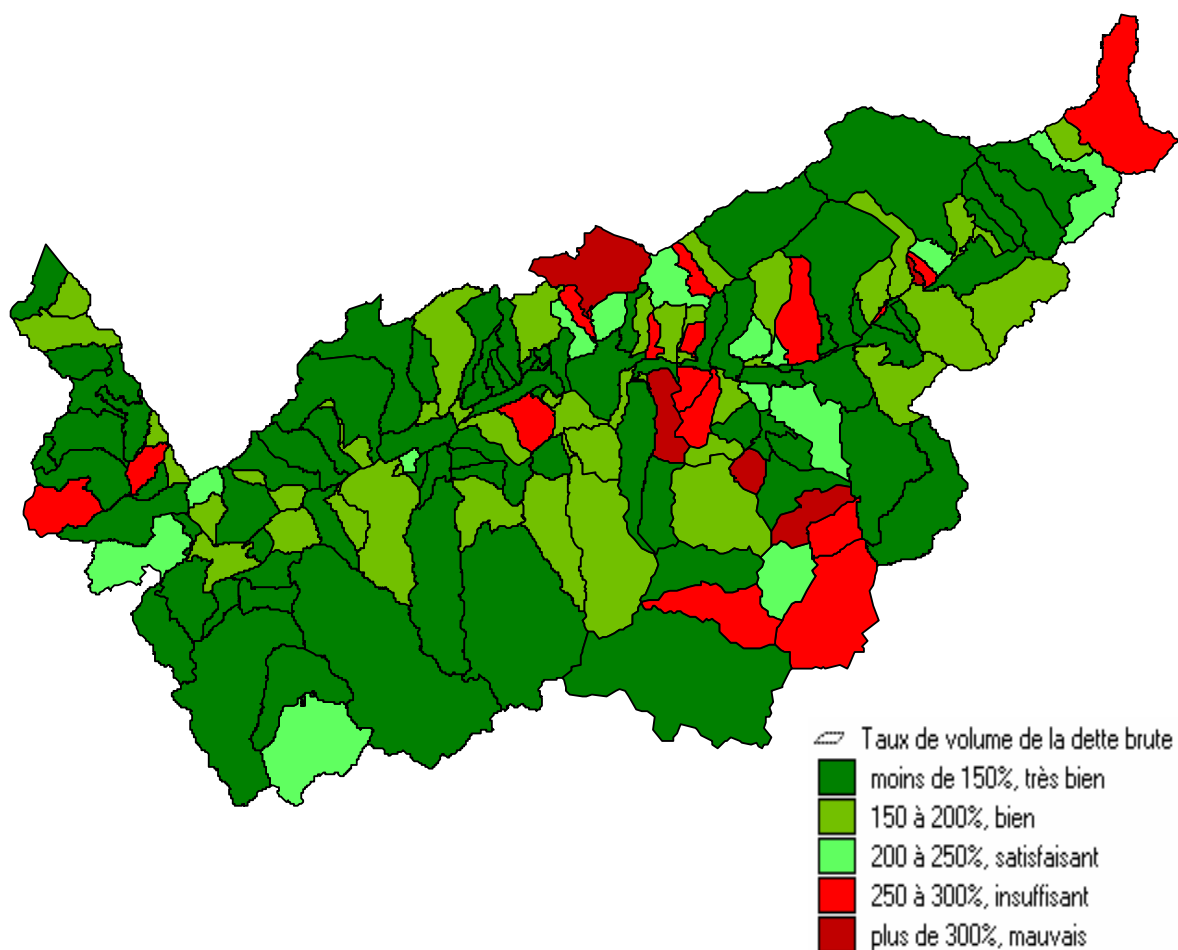 Taux de volume de la dette brute
moins de 150%, très bien
150 à 200%, bien
200 à 250%, satisfaisant
250 à 300%, insuffisant
plus de 300%, mauvais